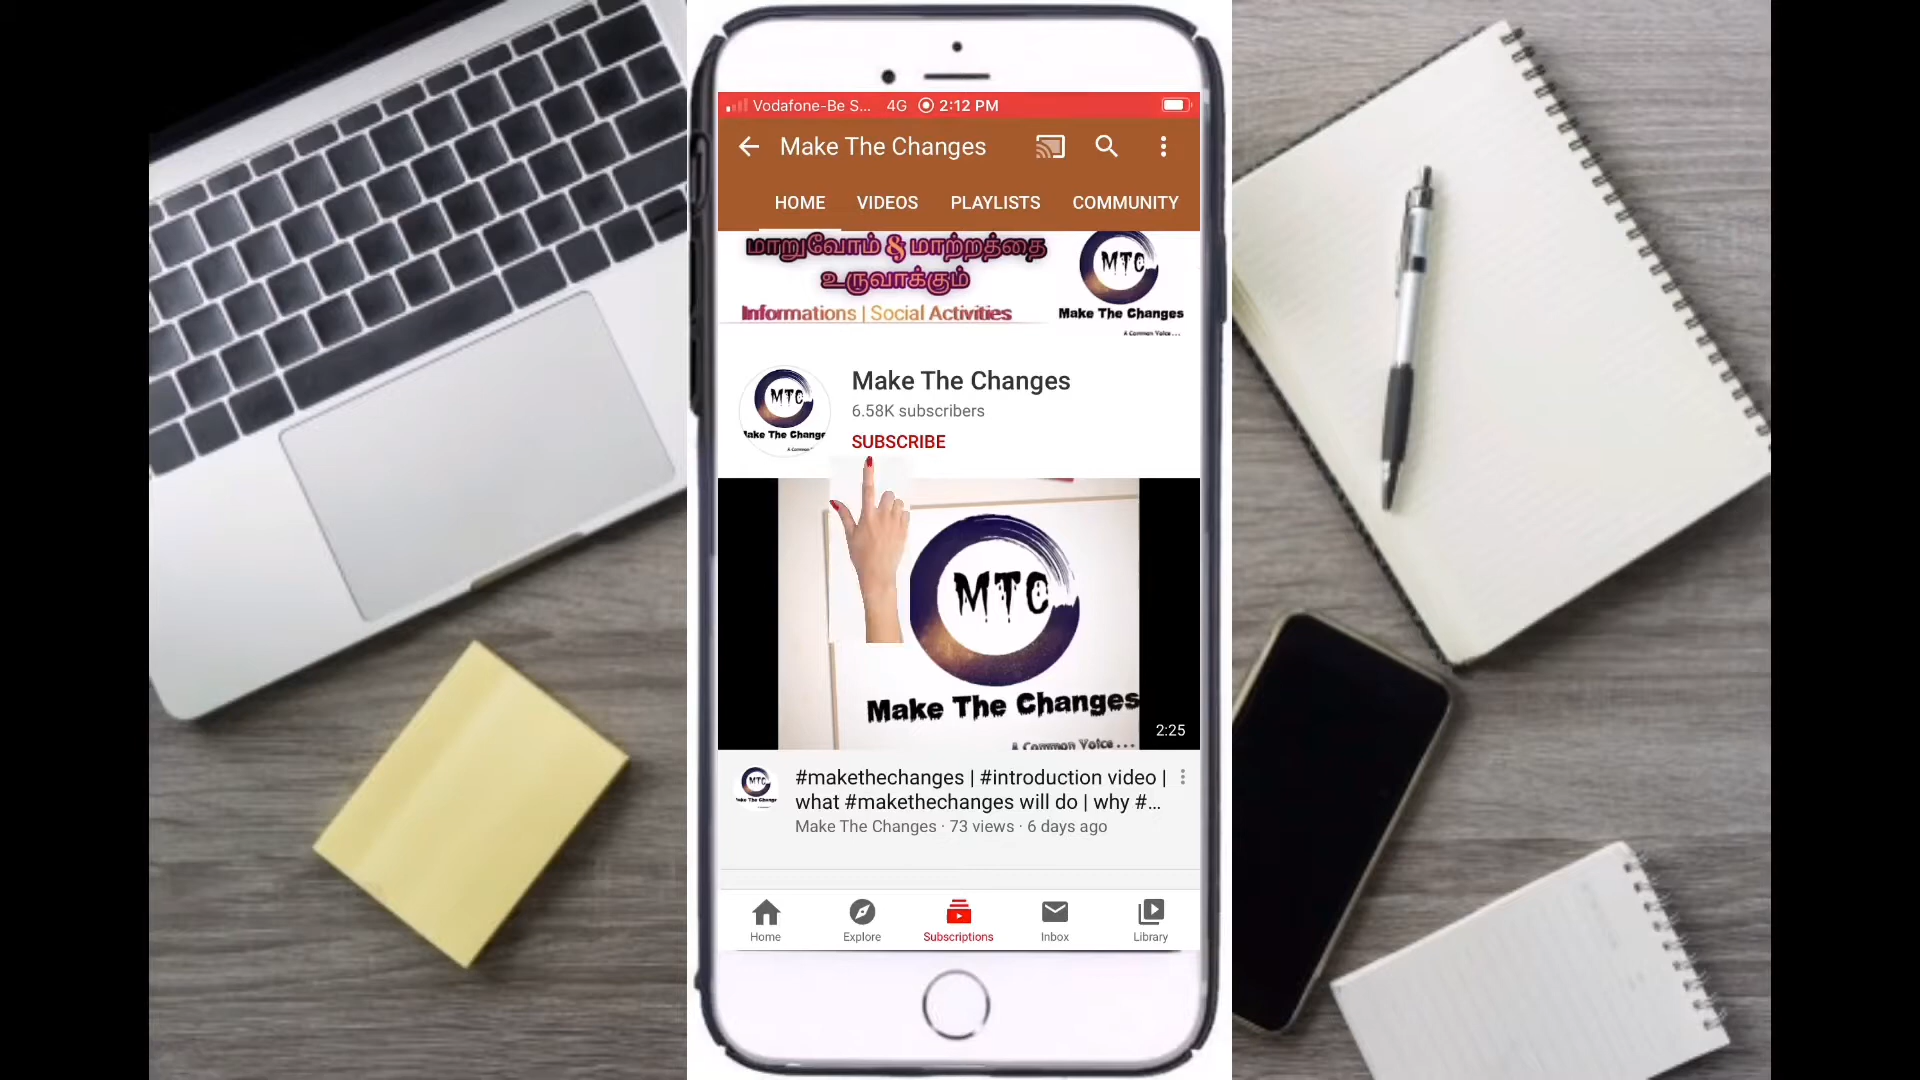 Vodafone-Be S... 4G 2:12 PM
Make The Changes
HOME VIDEOS PLAYLISTS COMMUNITY
மாறுவோம் & மாற்றத்தை
உருவாக்கும்
Informations | Social Activities
MTC
Make The Changes
A Common Voice ...
MTC
Make The Changes
6.58K subscribers
SUBSCRIBE
MTC
Make The Changes
A Common Voice ...
2:25
#makethechanges | #introduction video |
what #makethechanges will do | why #...
Make The Changes · 73 views · 6 days ago
MTC
Home Explore Subscriptions Inbox Library